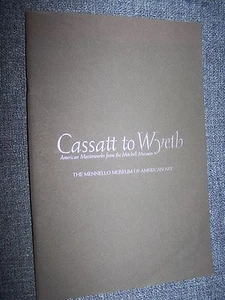 Cassatt to Wyeth
American Masterworks from the Mitchell Museum
THE MENNELLO MUSEUM OF AMERICAN ART